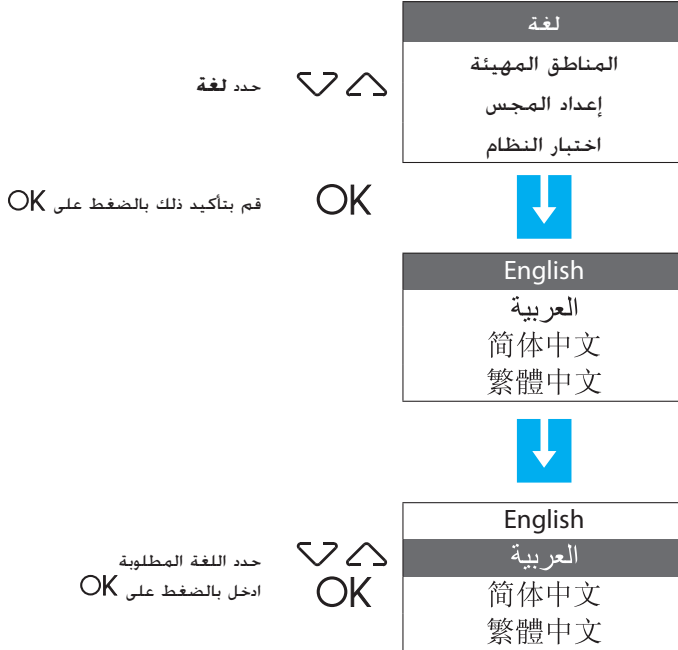 لغة
المناطق المهيئة
إعداد المجس
اختبار النظام
حدد لغة
OK
قم بتأكيد ذلك بالضغط على OK
English
العربية
简体中文
繁體中文
English
العربية
简体中文
繁體中文
OK
حدد اللغة المطلوبة
ادخل بالضغط على OK